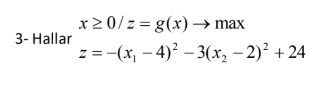 x ≥ 0/z = g(x) → max
3- Hallar
z = −(x₁ − 4)² − 3(x₂ − 2)² + 24